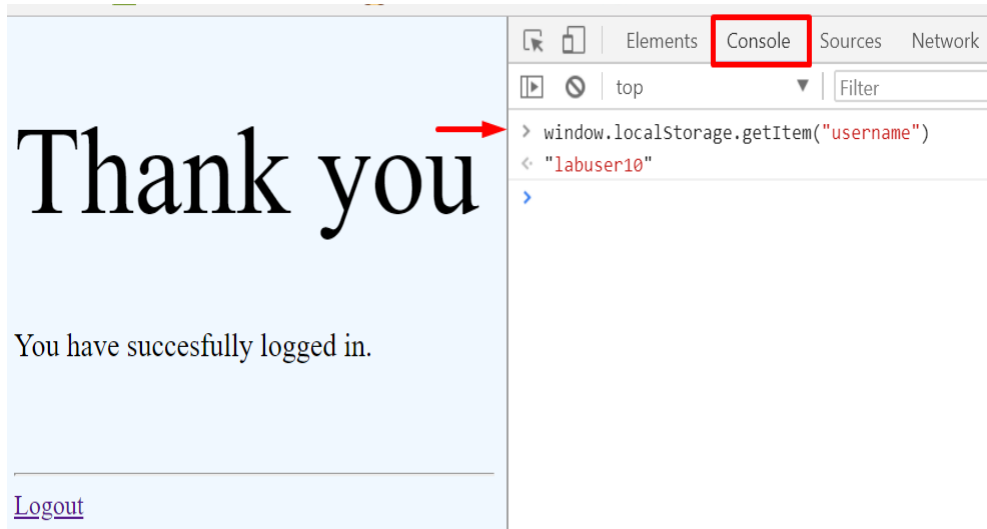 Elements Console Sources Network
top Filter
window.localStorage.getItem("username")
"labuser10"
Thank you
You have succesfully logged in.
Logout